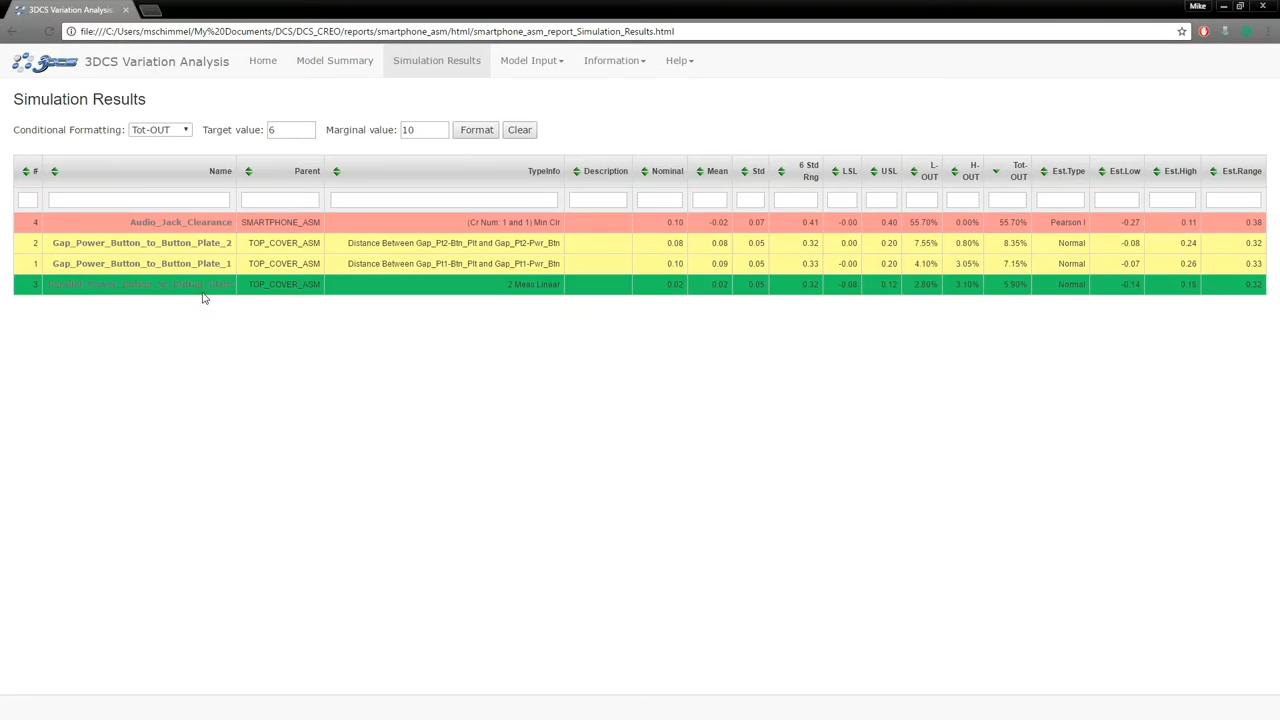 3DCS Variation Analysis
Mike
file:///C:/Users/mschimmel/My%20Documents/DCS/DCS_CREO/reports/smartphone_asm/html/smartphone_asm_report_Simulation_Results.html
3DCS 3DCS Variation Analysis Home Model Summary Simulation Results Model Input Information Help
Simulation Results
Conditional Formatting: Tot-OUT Target value: 6 Marginal value: 10 Format Clear
# Name Parent TypeInfo Description Nominal Mean Std 6 Std Rng LSL USL L-OUT H-OUT Tot-OUT Est.Type Est.Low Est.High Est.Range
4 Audio_Jack_Clearance SMARTPHONE_ASM (Cr Num: 1 and 1) Min Clr 0.10 -0.02 0.07 0.41 -0.00 0.40 55.70% 0.00% 55.70% Pearson I -0.27 0.11 0.38
2 Gap_Power_Button_to_Button_Plate_2 TOP_COVER_ASM Distance Between Gap_Pt2-Btn_Plt and Gap_Pt2-Pwr_Btn 0.08 0.08 0.05 0.32 0.00 0.20 7.55% 0.80% 8.35% Normal -0.08 0.24 0.32
1 Gap_Power_Button_to_Button_Plate_1 TOP_COVER_ASM Distance Between Gap_Pt1-Btn_Plt and Gap_Pt1-Pwr_Btn 0.10 0.09 0.05 0.33 -0.00 0.20 4.10% 3.05% 7.15% Normal -0.07 0.26 0.33
3 TOP_COVER_ASM 2 Meas Linear 0.02 0.02 0.05 0.32 -0.08 0.12 2.80% 3.10% 5.90% Normal -0.14 0.32